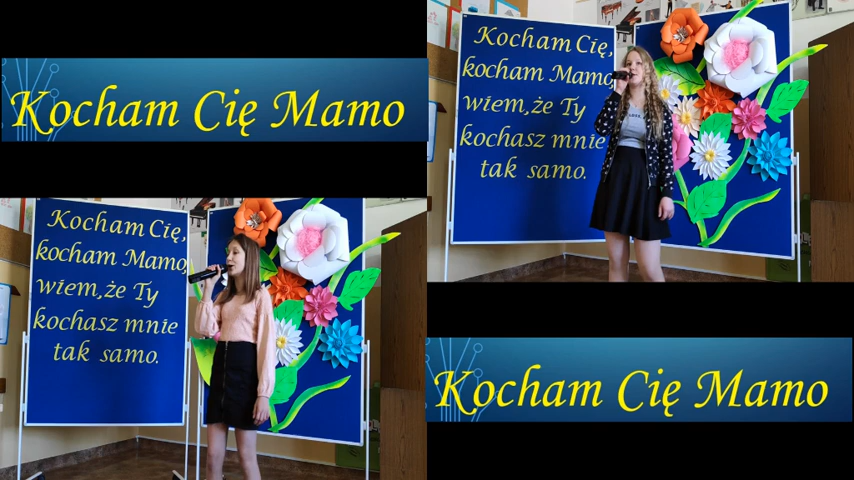 Kocham Cię Mamo
Kocham Cię,
kocham Mamo
wiem,że Ty
kochasz mnie
tak samo.
Kocham Cię,
kocham Mamo
wiem,że Ty
kochasz mnie
tak samo.
Kocham Cię Mamo